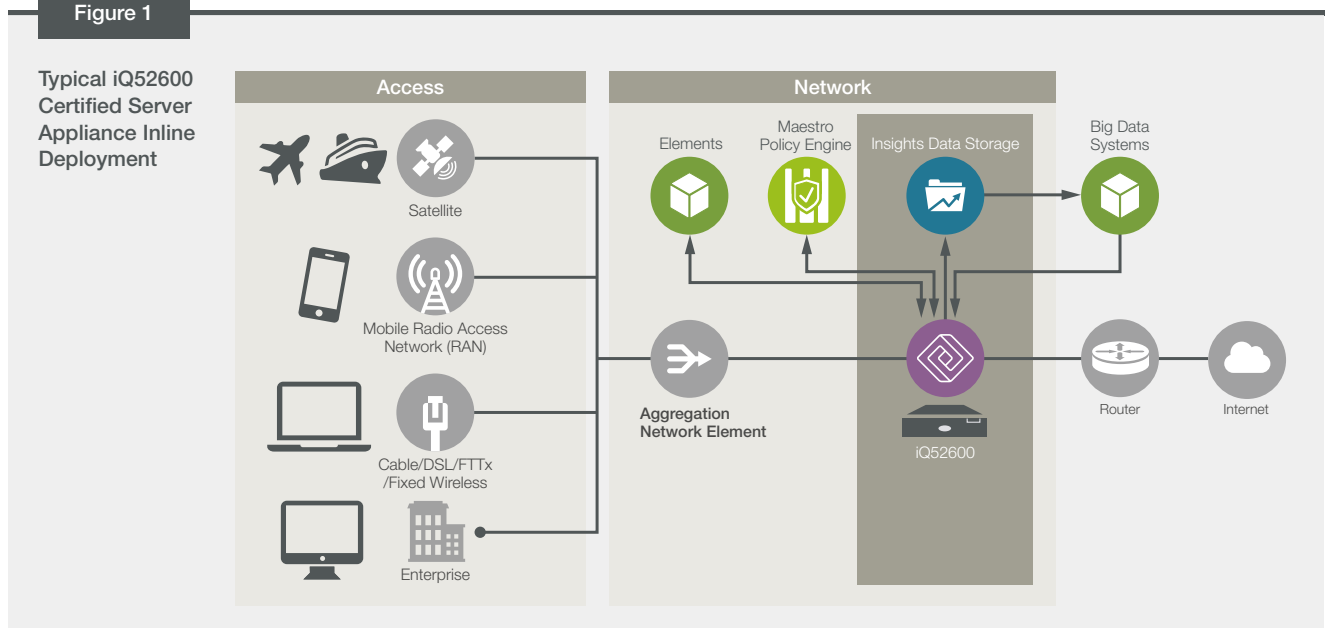 Figure 1
Typical iQ52600
Certified Server
Appliance Inline
Deployment
Access
Satellite
Mobile Radio Access
Network (RAN)
Cable/DSL/FTTx
/Fixed Wireless
Enterprise
Network
Elements
Maestro
Policy Engine
Insights Data Storage
Big Data
Systems
Aggregation
Network Element
iQ52600
Router
Internet